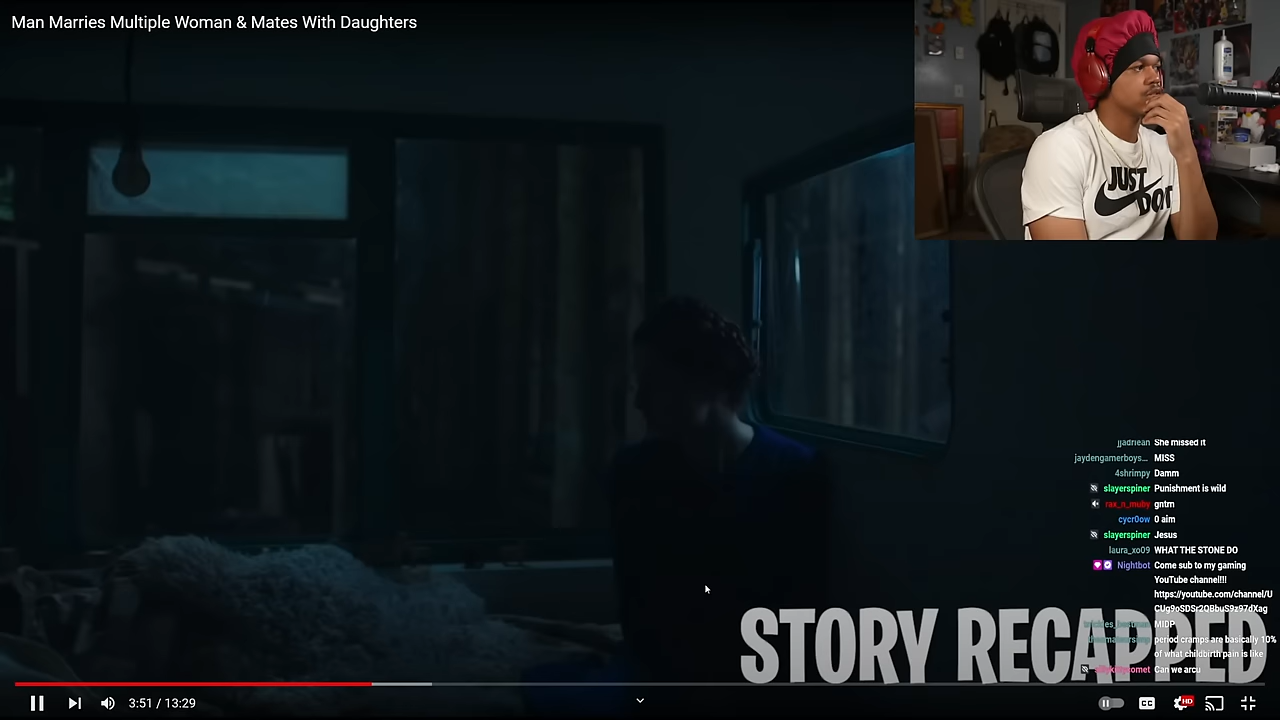 Man Marries Multiple Woman & Mates With Daughters
JUST
DO IT
jjadriean She missed it
jaydengamerboys... MISS
4shrimpy Damm
slayerspiner Punishment is wild
gntm
cycr0ow 0 aim
slayerspiner Jesus
laura_xo09 WHAT THE STONE DO
Nightbot Come sub to my gaming
YouTube channel!!!!
https://youtube.com/channel/U
CUg9oSDSr2QBbuS9z97dXag
MIDP
period cramps are basically 10%
of what childbirth pain is like
Can we arcu
STORY RECAPPED
3:51 / 13:29
CC
HD